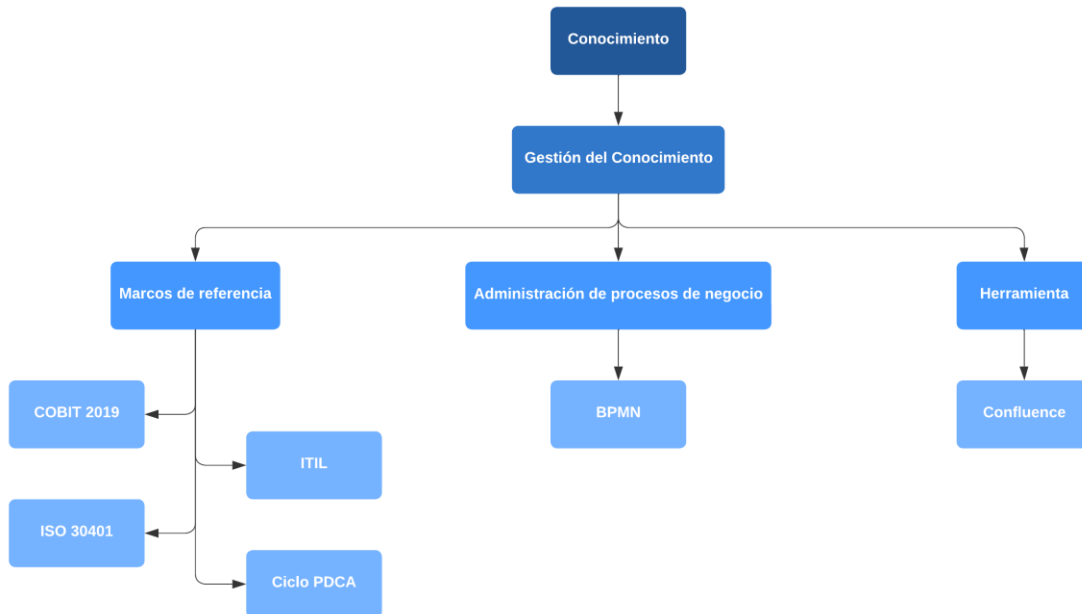 Conocimiento
Gestión del Conocimiento
Marcos de referencia
Administración de procesos de negocio
Herramienta
COBIT 2019
BPMN
Confluence
ITIL
ISO 30401
Ciclo PDCA